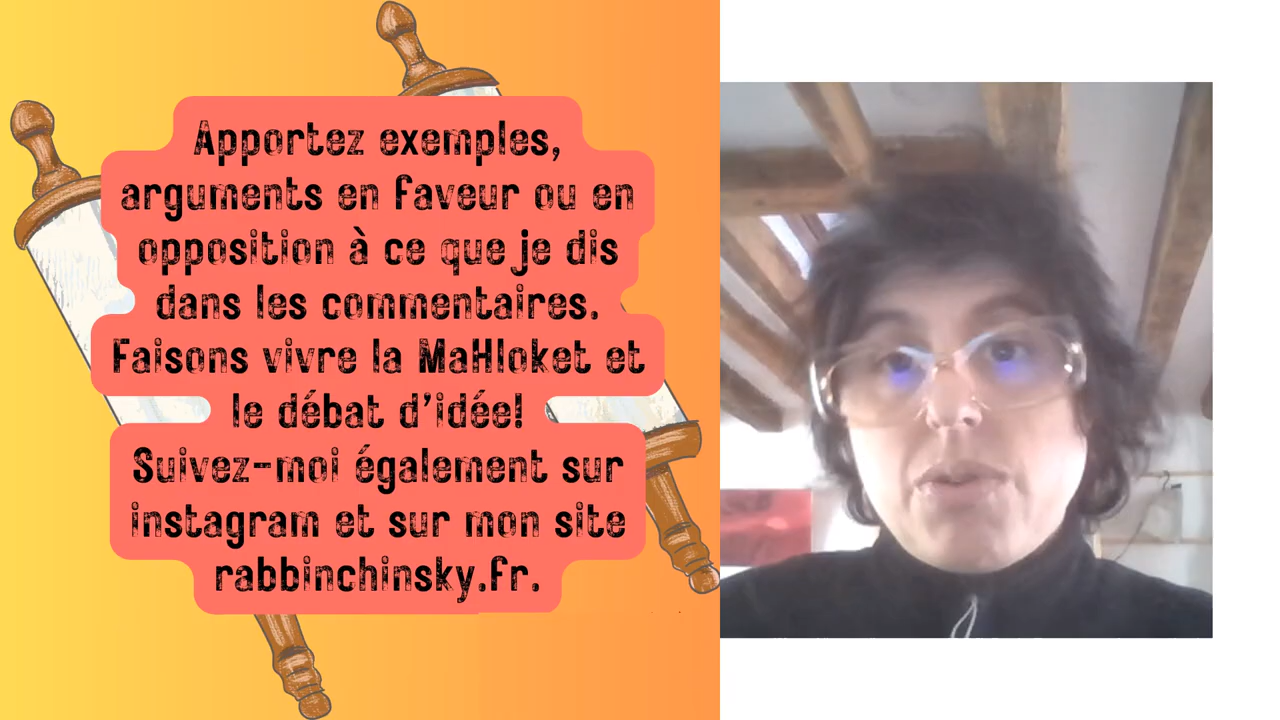 Apportez exemples,
arguments en faveur ou en
opposition à ce que je dis
dans les commentaires.
Faisons vivre la MaHloket et
le débat d'idée!
Suivez-moi également sur
instagram et sur mon site
rabbinchinsky.fr.